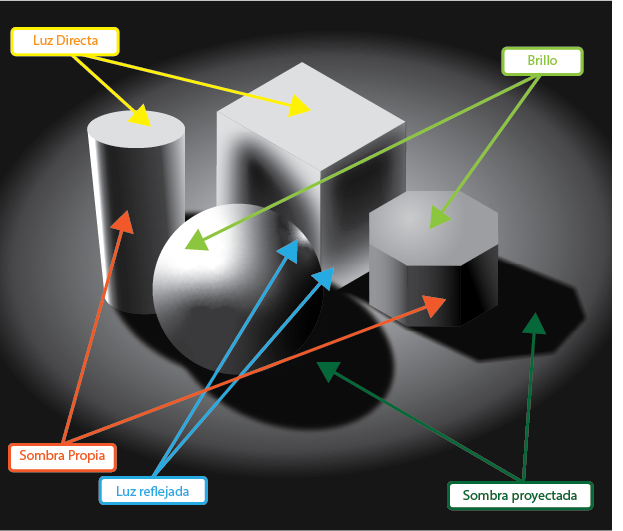 Luz Directa
Brillo
Sombra Propia
Luz reflejada
Sombra proyectada